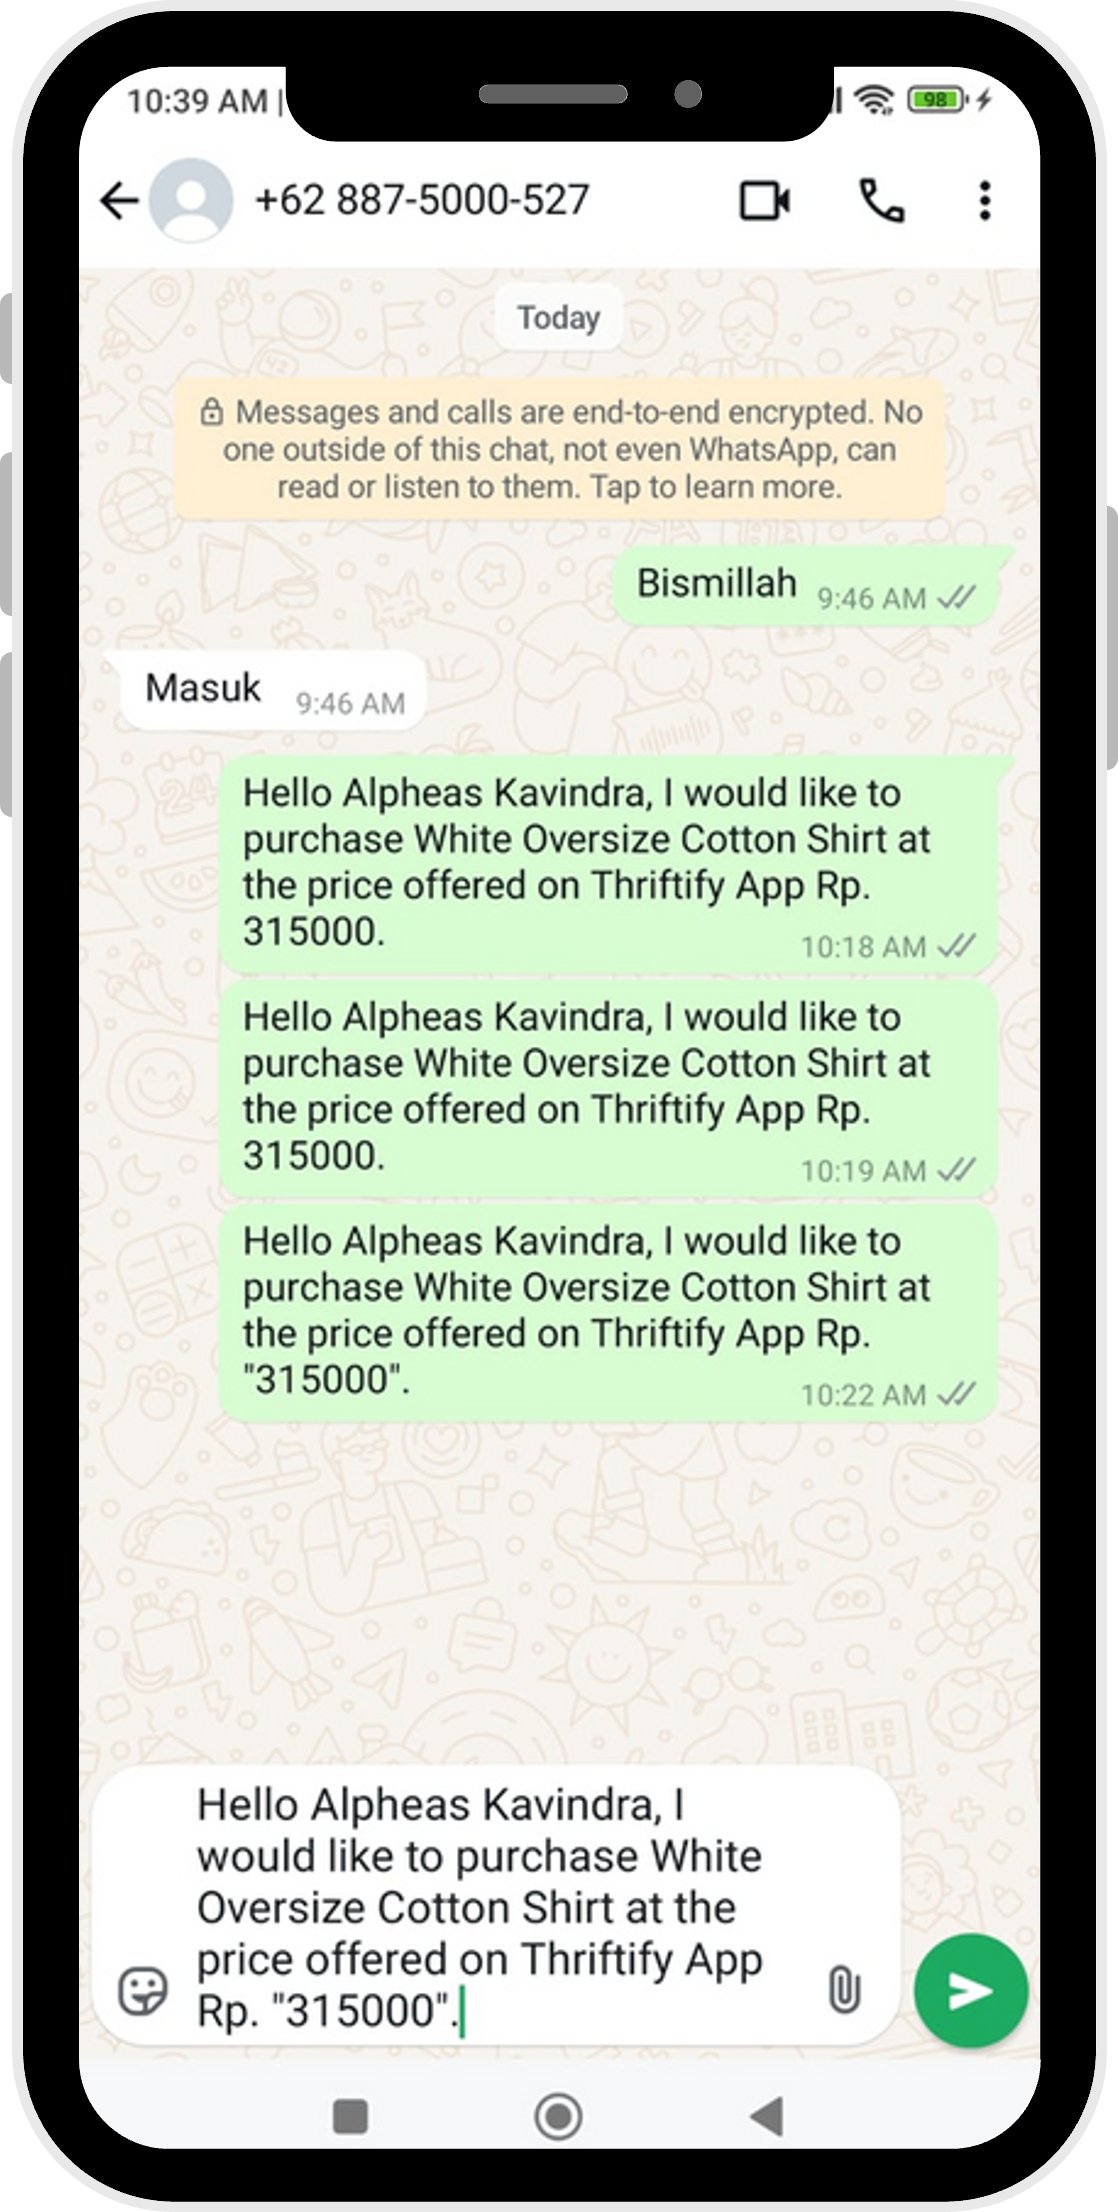 10:39 AM |
98
+62 887-5000-527
Today
Messages and calls are end-to-end encrypted. No
one outside of this chat, not even WhatsApp, can
read or listen to them. Tap to learn more.
Bismillah 9:46 AM
Masuk 9:46 AM
Hello Alpheas Kavindra, I would like to
purchase White Oversize Cotton Shirt at
the price offered on Thriftify App Rp.
315000.
10:18 AM
Hello Alpheas Kavindra, I would like to
purchase White Oversize Cotton Shirt at
the price offered on Thriftify App Rp.
315000.
10:19 AM
Hello Alpheas Kavindra, I would like to
purchase White Oversize Cotton Shirt at
the price offered on Thriftify App Rp.
"315000".
10:22 AM
Hello Alpheas Kavindra, I
would like to purchase White
Oversize Cotton Shirt at the
price offered on Thriftify App
Rp. "315000".